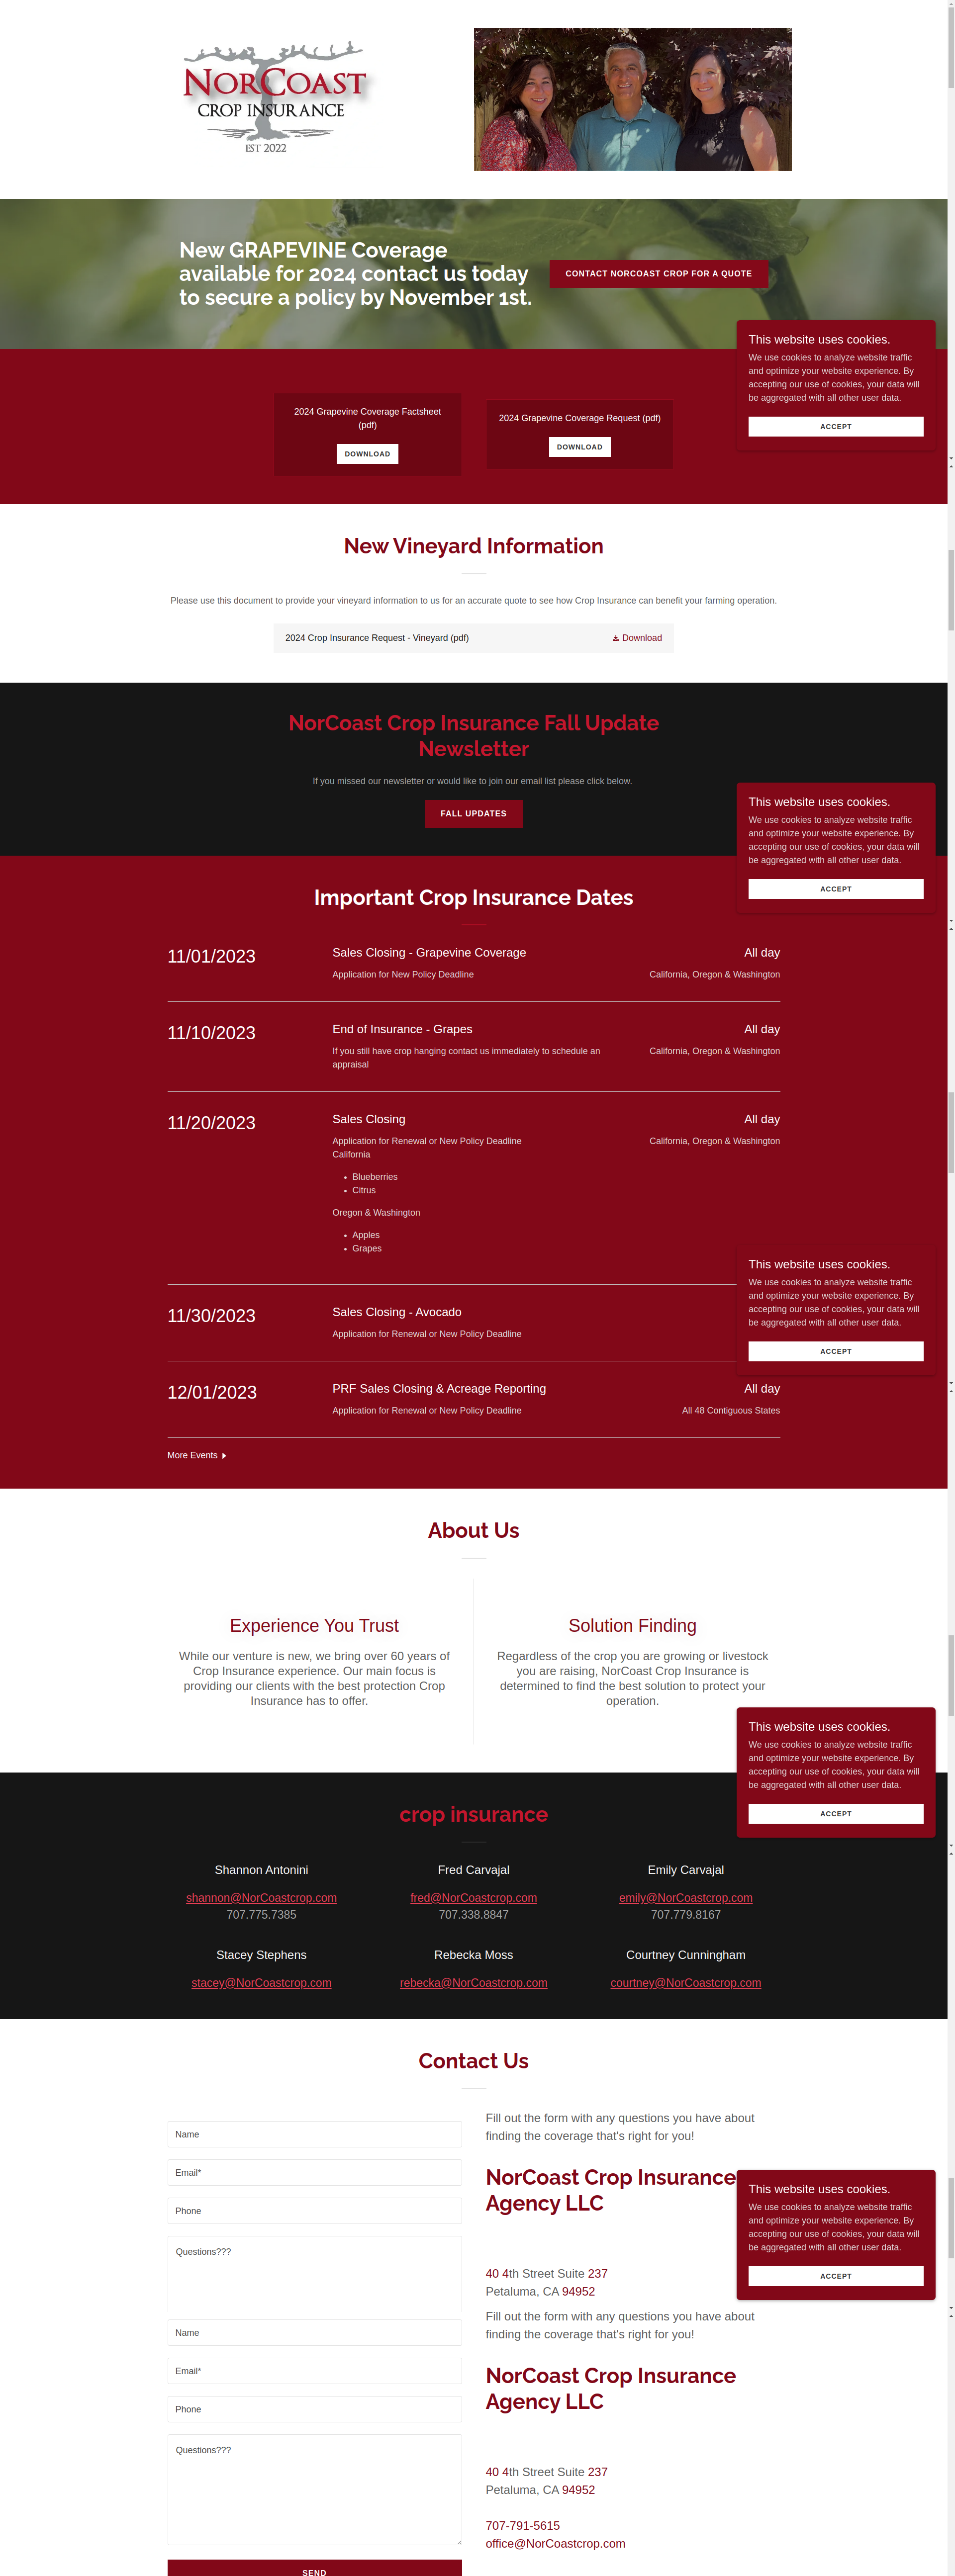 NORCOAST
CROP INSURANCE
EST 2022
New GRAPEVINE Coverage
available for 2024 contact us today
to secure a policy by November 1st.
CONTACT NORCOAST CROP FOR A QUOTE
This website uses cookies.
We use cookies to analyze website traffic
and optimize your website experience. By
accepting our use of cookies, your data will
be aggregated with all other user data.
ACCEPT
2024 Grapevine Coverage Factsheet
(pdf)
DOWNLOAD
2024 Grapevine Coverage Request (pdf)
DOWNLOAD
New Vineyard Information
Please use this document to provide your vineyard information to us for an accurate quote to see how Crop Insurance can benefit your farming operation.
2024 Crop Insurance Request - Vineyard (pdf)
Download
NorCoast Crop Insurance Fall Update
Newsletter
If you missed our newsletter or would like to join our email list please click below.
FALL UPDATES
This website uses cookies.
We use cookies to analyze website traffic
and optimize your website experience. By
accepting our use of cookies, your data will
be aggregated with all other user data.
ACCEPT
Important Crop Insurance Dates
11/01/2023
Sales Closing - Grapevine Coverage
Application for New Policy Deadline
All day
California, Oregon & Washington
11/10/2023
End of Insurance - Grapes
If you still have crop hanging contact us immediately to schedule an
appraisal
All day
California, Oregon & Washington
11/20/2023
Sales Closing
Application for Renewal or New Policy Deadline
California
• Blueberries
• Citrus
Oregon & Washington
• Apples
• Grapes
All day
California, Oregon & Washington
This website uses cookies.
We use cookies to analyze website traffic
and optimize your website experience. By
accepting our use of cookies, your data will
be aggregated with all other user data.
ACCEPT
11/30/2023
Sales Closing - Avocado
Application for Renewal or New Policy Deadline
12/01/2023
PRF Sales Closing & Acreage Reporting
Application for Renewal or New Policy Deadline
All day
All 48 Contiguous States
More Events
About Us
Experience You Trust
While our venture is new, we bring over 60 years of
Crop Insurance experience. Our main focus is
providing our clients with the best protection Crop
Insurance has to offer.
Solution Finding
Regardless of the crop you are growing or livestock
you are raising, NorCoast Crop Insurance is
determined to find the best solution to protect your
operation.
This website uses cookies.
We use cookies to analyze website traffic
and optimize your website experience. By
accepting our use of cookies, your data will
be aggregated with all other user data.
ACCEPT
crop insurance
Shannon Antonini
shannon@NorCoastcrop.com
707.775.7385
Fred Carvajal
fred@NorCoastcrop.com
707.338.8847
Emily Carvajal
emily@NorCoastcrop.com
707.779.8167
Stacey Stephens
stacey@NorCoastcrop.com
Rebecka Moss
rebecka@NorCoastcrop.com
Courtney Cunningham
courtney@NorCoastcrop.com
Contact Us
Name
Email*
Phone
Questions???
Fill out the form with any questions you have about
finding the coverage that's right for you!
NorCoast Crop Insurance
Agency LLC
40 4th Street Suite 237
Petaluma, CA 94952
This website uses cookies.
We use cookies to analyze website traffic
and optimize your website experience. By
accepting our use of cookies, your data will
be aggregated with all other user data.
ACCEPT
Name
Email*
Phone
Questions???
SEND
Fill out the form with any questions you have about
finding the coverage that's right for you!
NorCoast Crop Insurance
Agency LLC
40 4th Street Suite 237
Petaluma, CA 94952
707-791-5615
office@NorCoastcrop.com